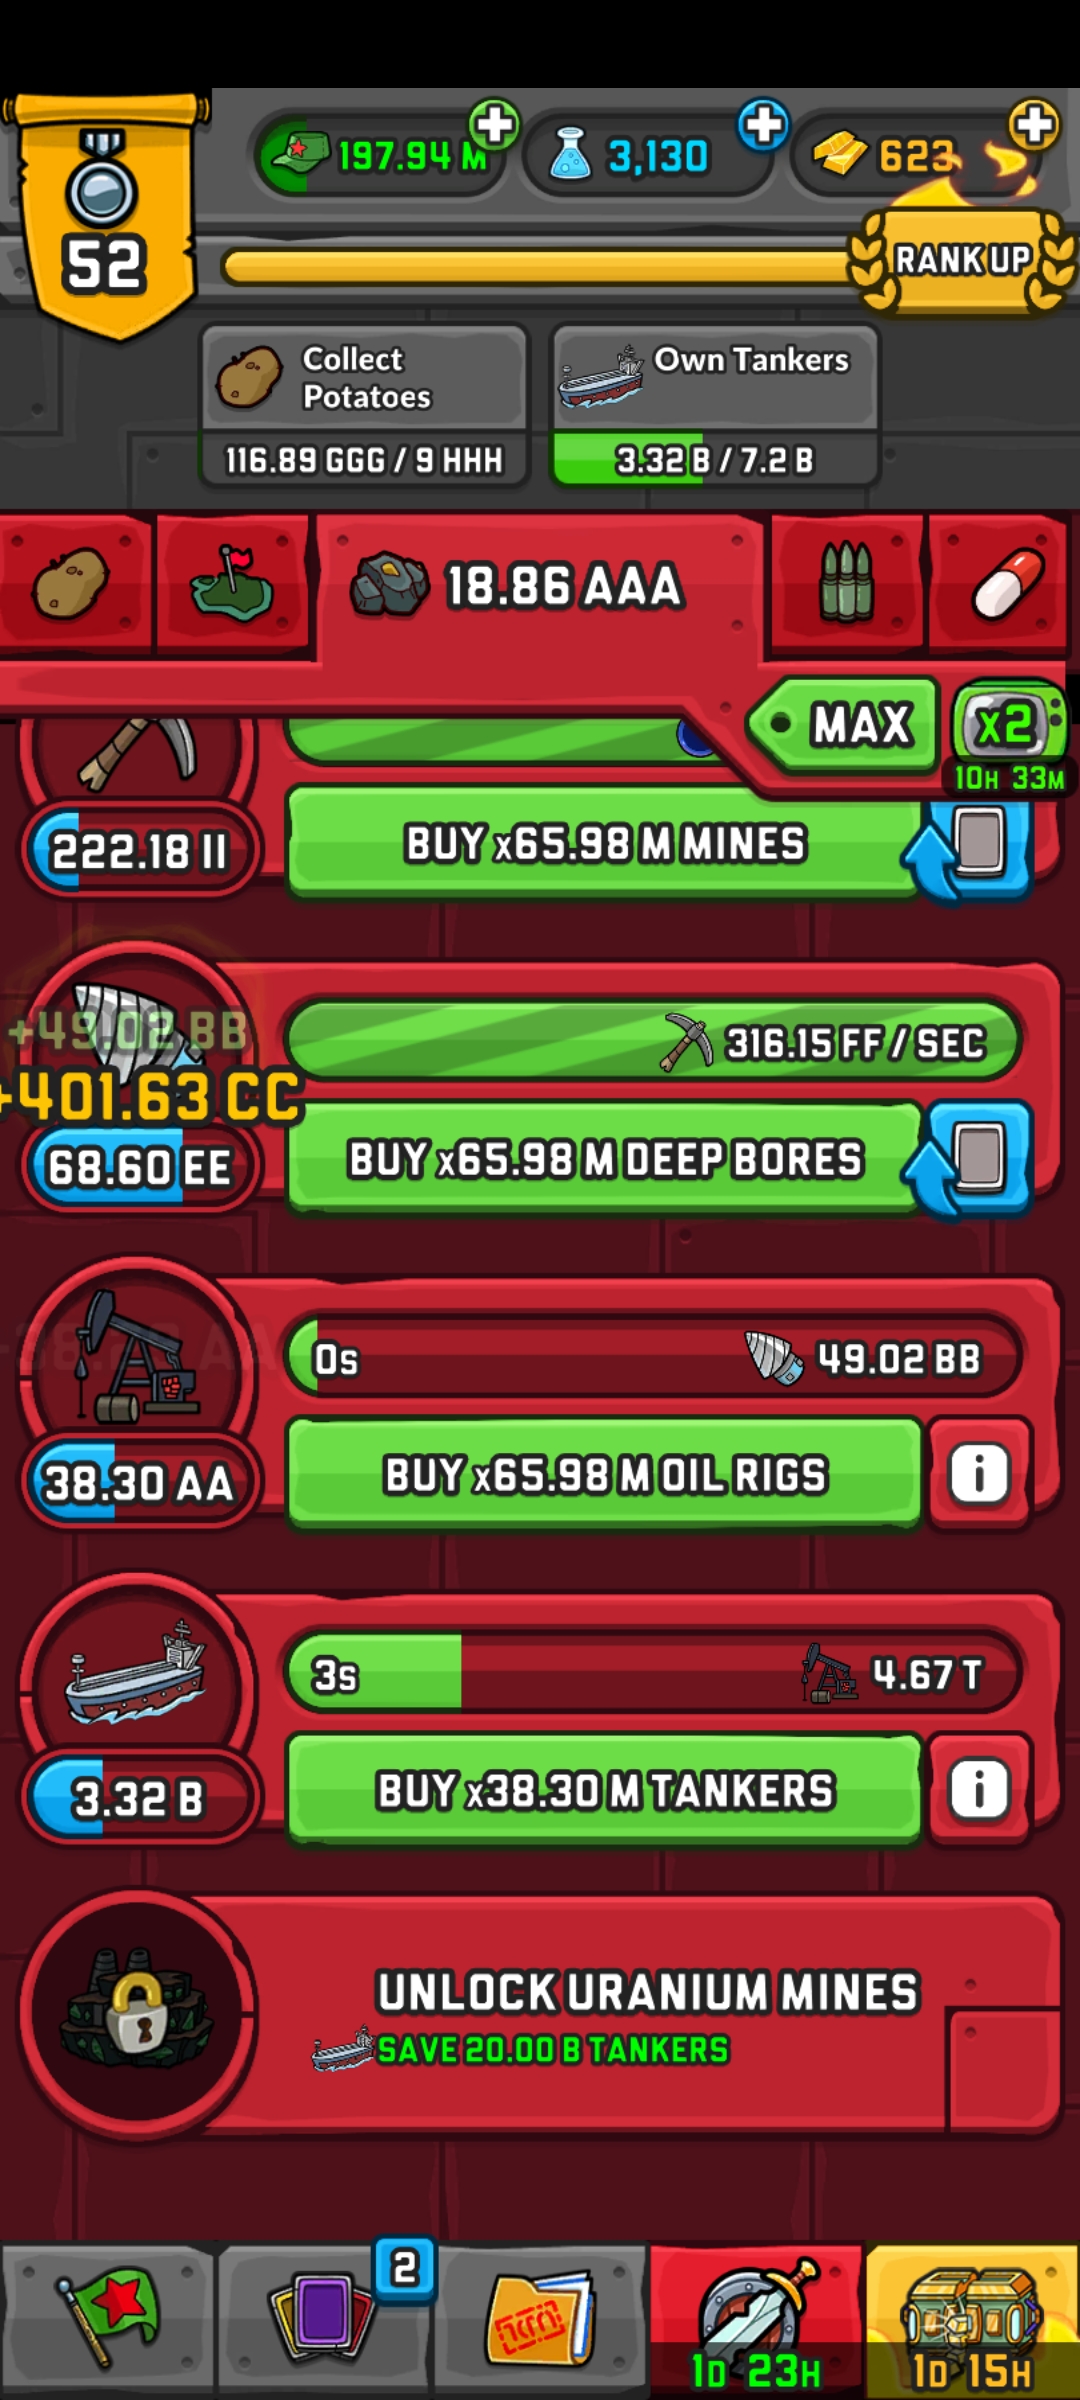 197.94 M
3,130
623
52
RANK UP
Collect
Potatoes
116.89 GGG / 9 HHH
Own Tankers
3.32 B / 7.2 B
18.86 AAA
MAX
X2
10H 33M
222.18 II
BUY x65.98 M MINES
+49.02 BB
+401.63 CC
316.15 FF / SEC
68.60 EE
BUY x65.98 M DEEP BORES
0s
49.02 BB
38.30 AA
BUY x65.98 M OIL RIGS
i
3s
4.67 T
3.32 B
BUY x38.30 M TANKERS
i
UNLOCK URANIUM MINES
SAVE 20.00 B TANKERS
2
1D 23H
1D 15H